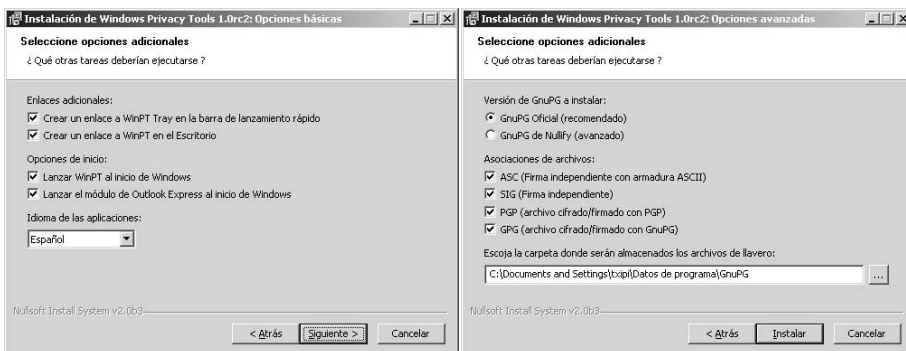 Instalación de Windows Privacy Tools 1.0rc2: Opciones básicas
Seleccione opciones adicionales
¿ Qué otras tareas deberían ejecutarse ?
Enlaces adicionales:
Crear un enlace a WinPT Tray en la barra de lanzamiento rápido
Crear un enlace a WinPT en el Escritorio
Opciones de inicio:
Lanzar WinPT al inicio de Windows
Lanzar el módulo de Outlook Express al inicio de Windows
Idioma de las aplicaciones:
Español
Nullsoft Install System v2.0b3
< Atrás
Siguiente >
Cancelar
Instalación de Windows Privacy Tools 1.0rc2: Opciones avanzadas
Seleccione opciones adicionales
¿ Qué otras tareas deberían ejecutarse ?
Versión de GnuPG a instalar:
GnuPG Oficial (recomendado)
GnuPG de Nullify (avanzado)
Asociaciones de archivos:
ASC (Firma independiente con armadura ASCII)
SIG (Firma independiente)
PGP (archivo cifrado/firmado con PGP)
GPG (archivo cifrado/firmado con GnuPG)
Escoja la carpeta donde serán almacenados los archivos de llavero:
C:\Documents and Settings\txipi\Datos de programa\GnuPG
...
Nullsoft Install System v2.0b3
< Atrás
Instalar
Cancelar